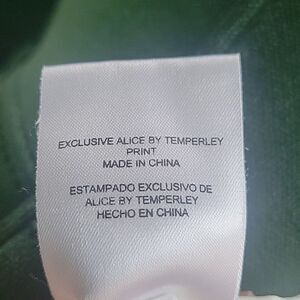 EXCLUSIVE ALICE BY TEMPERLEY
PRINT
MADE IN CHINA
ESTAMPADO EXCLUSIVO DE
ALICE BY TEMPERLEY
HECHO EN CHINA